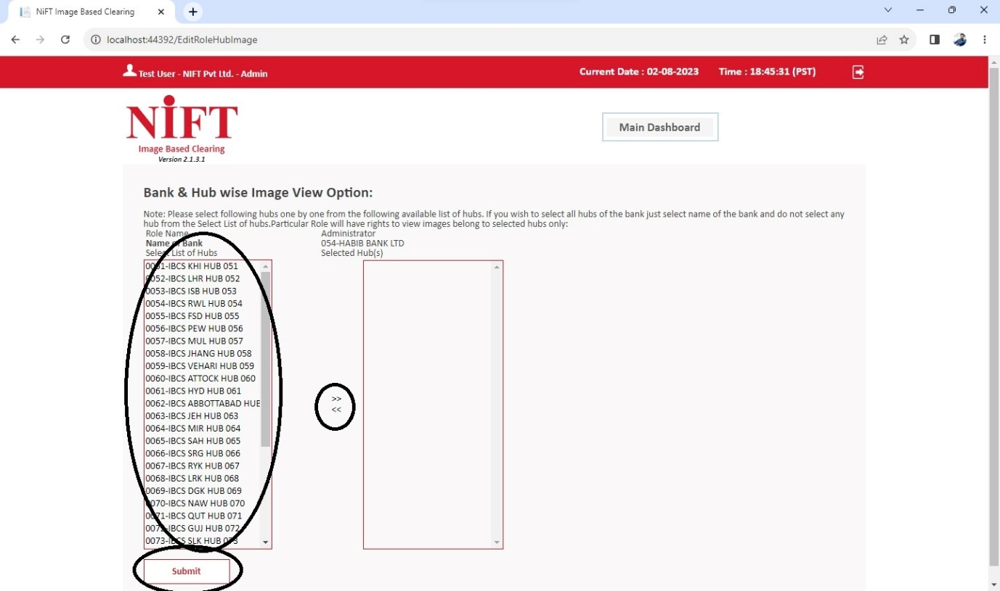 NiFT Image Based Clearing
localhost:44392/EditRoleHubImage
Test User - NIFT Pvt Ltd. - Admin
Current Date : 02-08-2023
Time : 18:45:31 (PST)
NiFT
Image Based Clearing
Version 2.1.3.1
Main Dashboard
Bank & Hub wise Image View Option:
Note: Please select following hubs one by one from the following available list of hubs. If you wish to select all hubs of the bank just select name of the bank and do not select any
hub from the Select List of hubs.Particular Role will have rights to view images belong to selected hubs only:
Role Name Administrator
Name of Bank 054-HABIB BANK LTD
Select List of Hubs Selected Hub(s)
0051-IBCS KHI HUB 051
0052-IBCS LHR HUB 052
0053-IBCS ISB HUB 053
0054-IBCS RWL HUB 054
0055-IBCS FSD HUB 055
0056-IBCS PEW HUB 056
0057-IBCS MUL HUB 057
0058-IBCS JHANG HUB 058
0059-IBCS VEHARI HUB 059
0060-IBCS ATTOCK HUB 060
0061-IBCS HYD HUB 061
0062-IBCS ABBOTTABAD HUB
0063-IBCS JEH HUB 063
0064-IBCS MIR HUB 064
0065-IBCS SAH HUB 065
0066-IBCS SRG HUB 066
0067-IBCS RYK HUB 067
0068-IBCS LRK HUB 068
0069-IBCS DGK HUB 069
0070-IBCS NAW HUB 070
0071-IBCS QUT HUB 071
0072-IBCS GUJ HUB 072
0073-IBCS SLK HUB 073
>>
<<
Submit